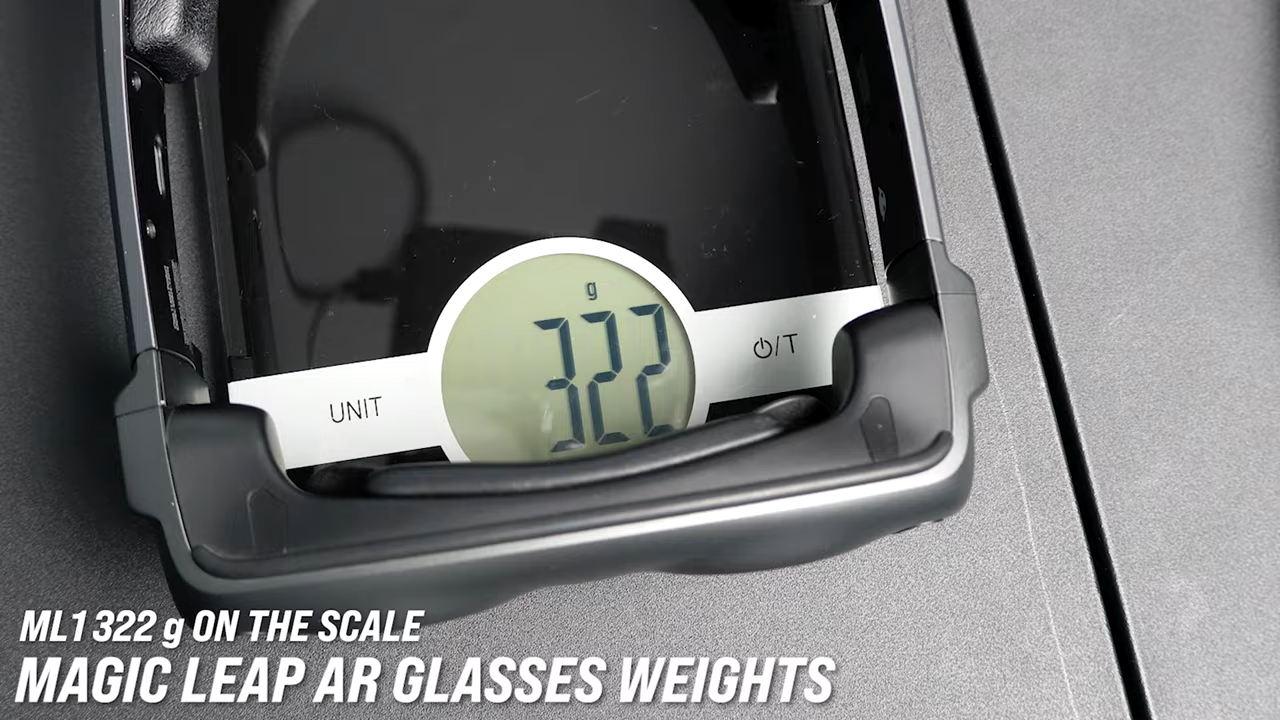 g
322
UNIT
⏻/T
ML1 322 g ON THE SCALE
MAGIC LEAP AR GLASSES WEIGHTS